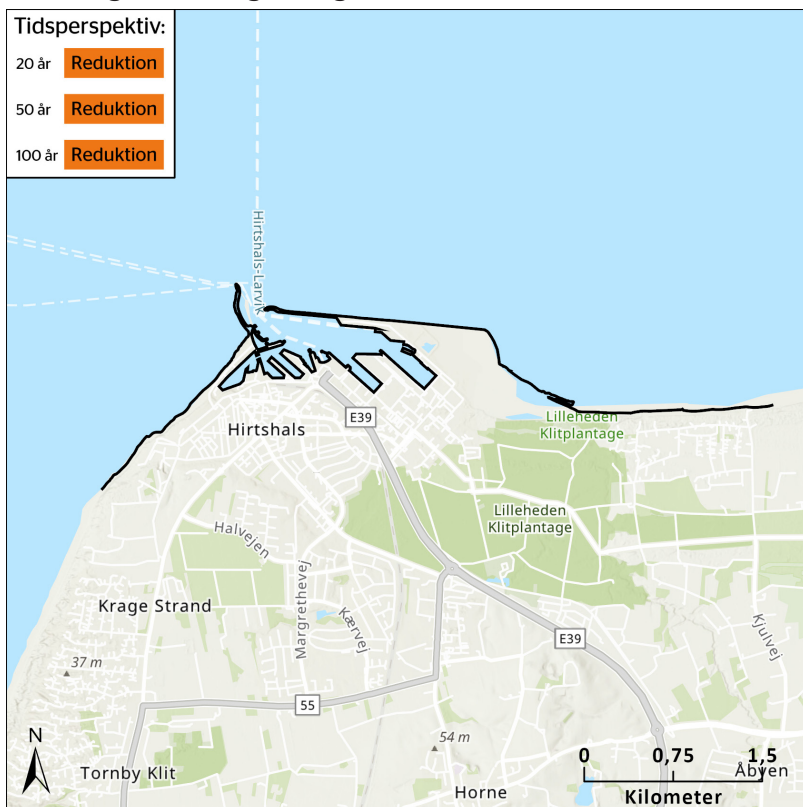 Tidsperspektiv:
20 år Reduktion
50 år Reduktion
100 år Reduktion
Hirtshals-Larvik
E39
Hirtshals
Lilleheden
Klitplantage
Lilleheden
Klitplantage
Halvejen
Margrethevej
Kærvej
Krage Strand
E39
Kjulvej
37 m
55
54 m
N
Tornby Klit
Horne
0 0,75 1,5
Åbyen
Kilometer